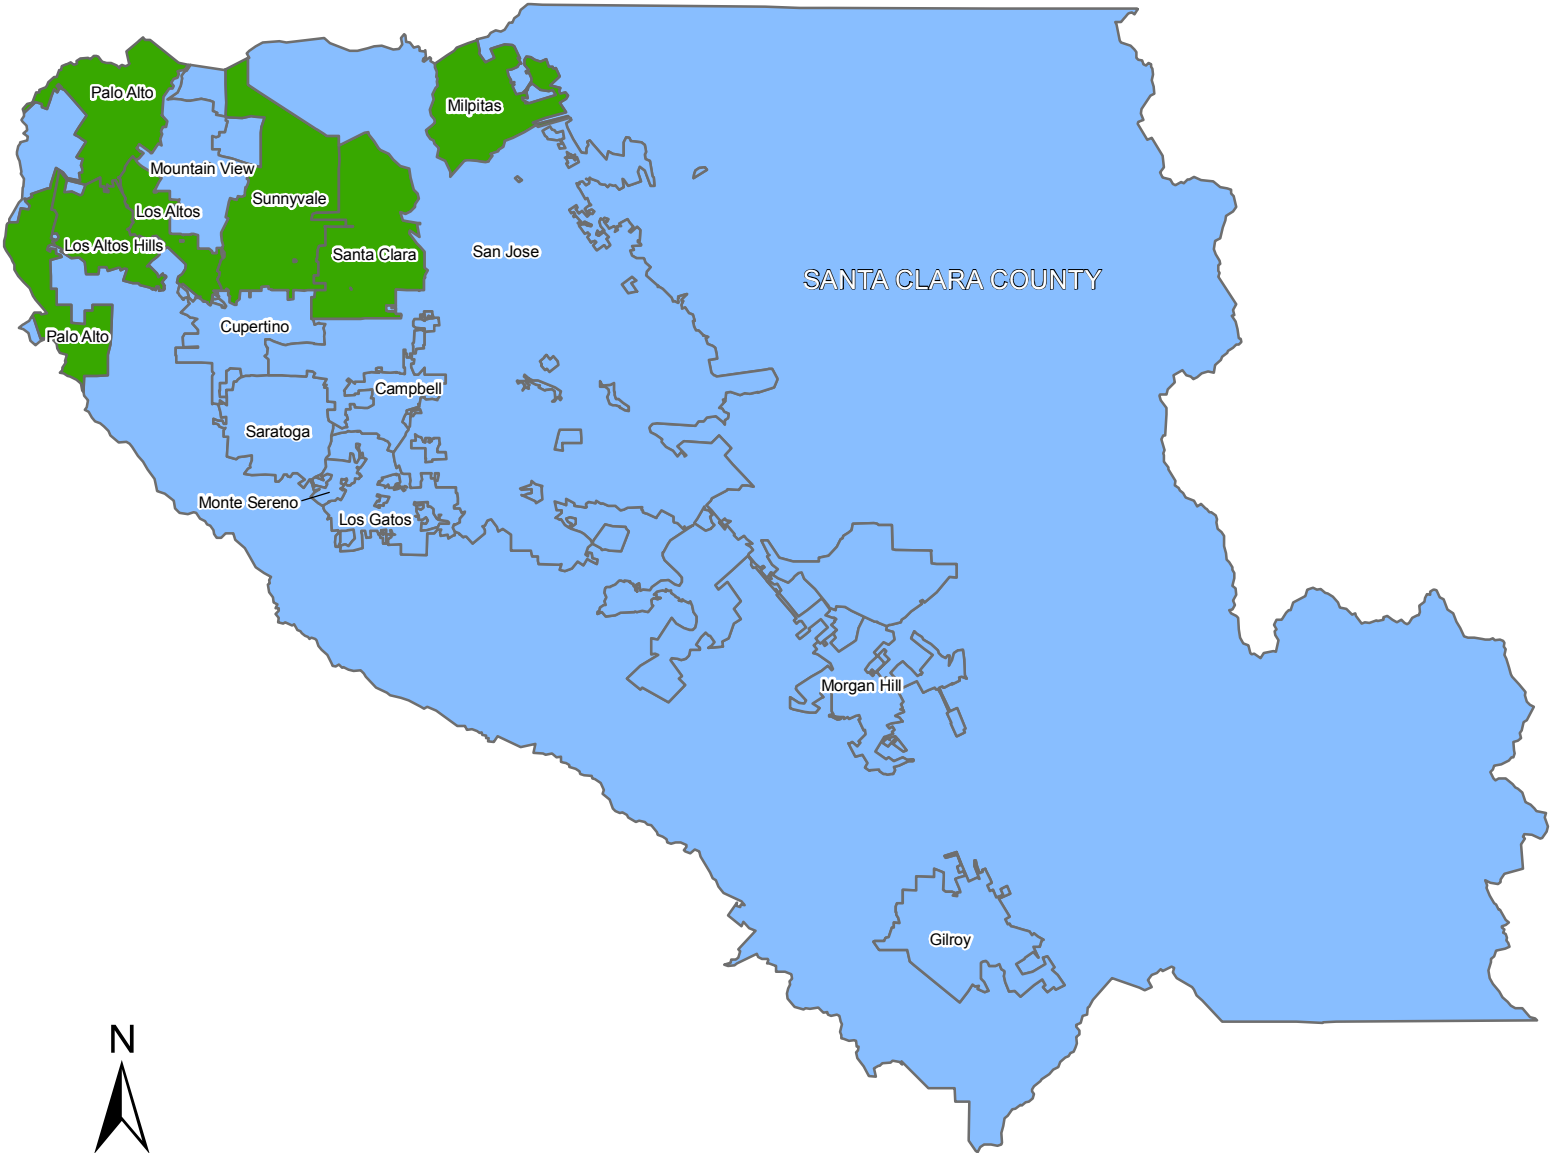 Palo Alto
Milpitas
Mountain View
Sunnyvale
Los Altos
Los Altos Hills
Santa Clara
San Jose
SANTA CLARA COUNTY
Cupertino
Palo Alto
Campbell
Saratoga
Monte Sereno
Los Gatos
Morgan Hill
Gilroy
N